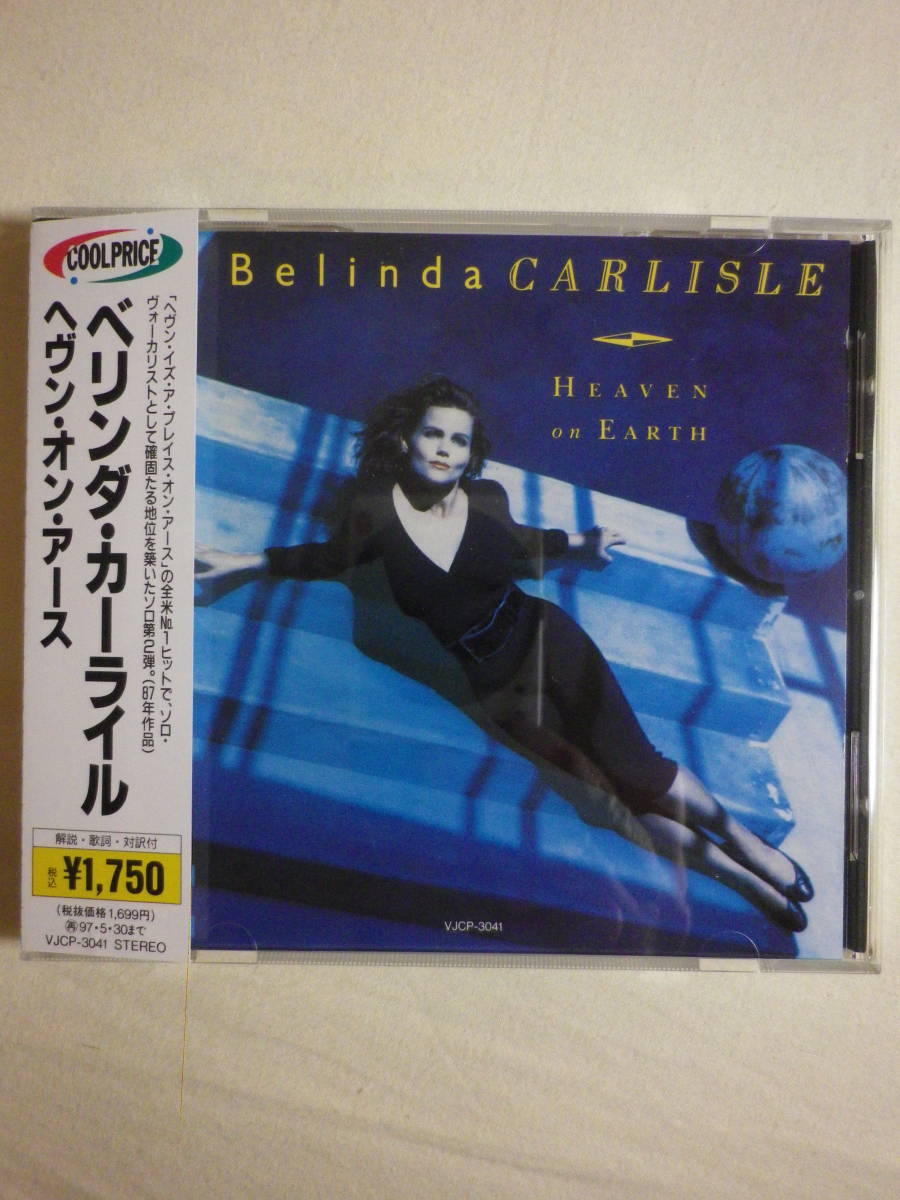 COOLPRICE
ベリンダ・カーライル
ヘヴン・オン・アース
「ヘヴン・イズ・ア・プレイス・オン・アース」の全米№1ヒットで、ソロ・
ヴォーカリストとして確固たる地位を築いたソロ第2弾。(87年作品)
解説・歌詞・対訳付
税込 ¥1,750
(税抜価格1,699円)
再97・5・30まで
VJCP-3041 STEREO
Belinda CARLISLE
HEAVEN
on EARTH
VJCP-3041